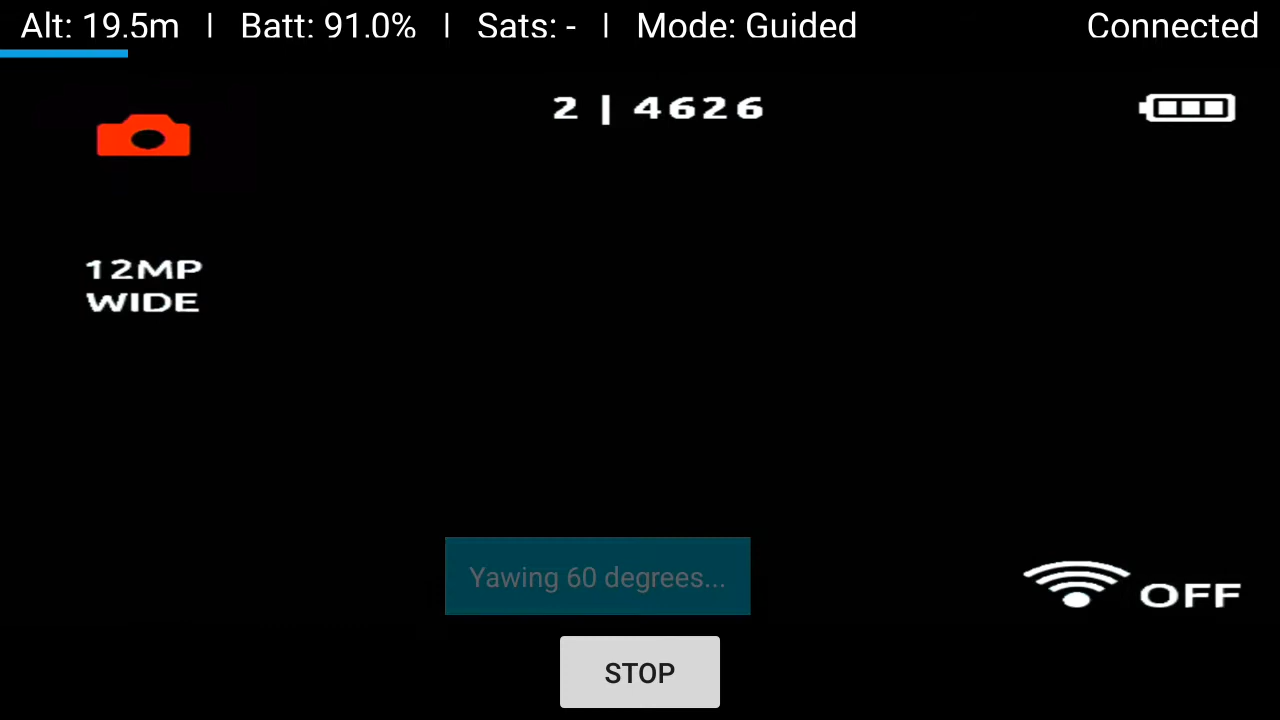 Alt: 19.5m | Batt: 91.0% | Sats: - | Mode: Guided Connected
2 | 4626
12MP
WIDE
Yawing 60 degrees...
OFF
STOP